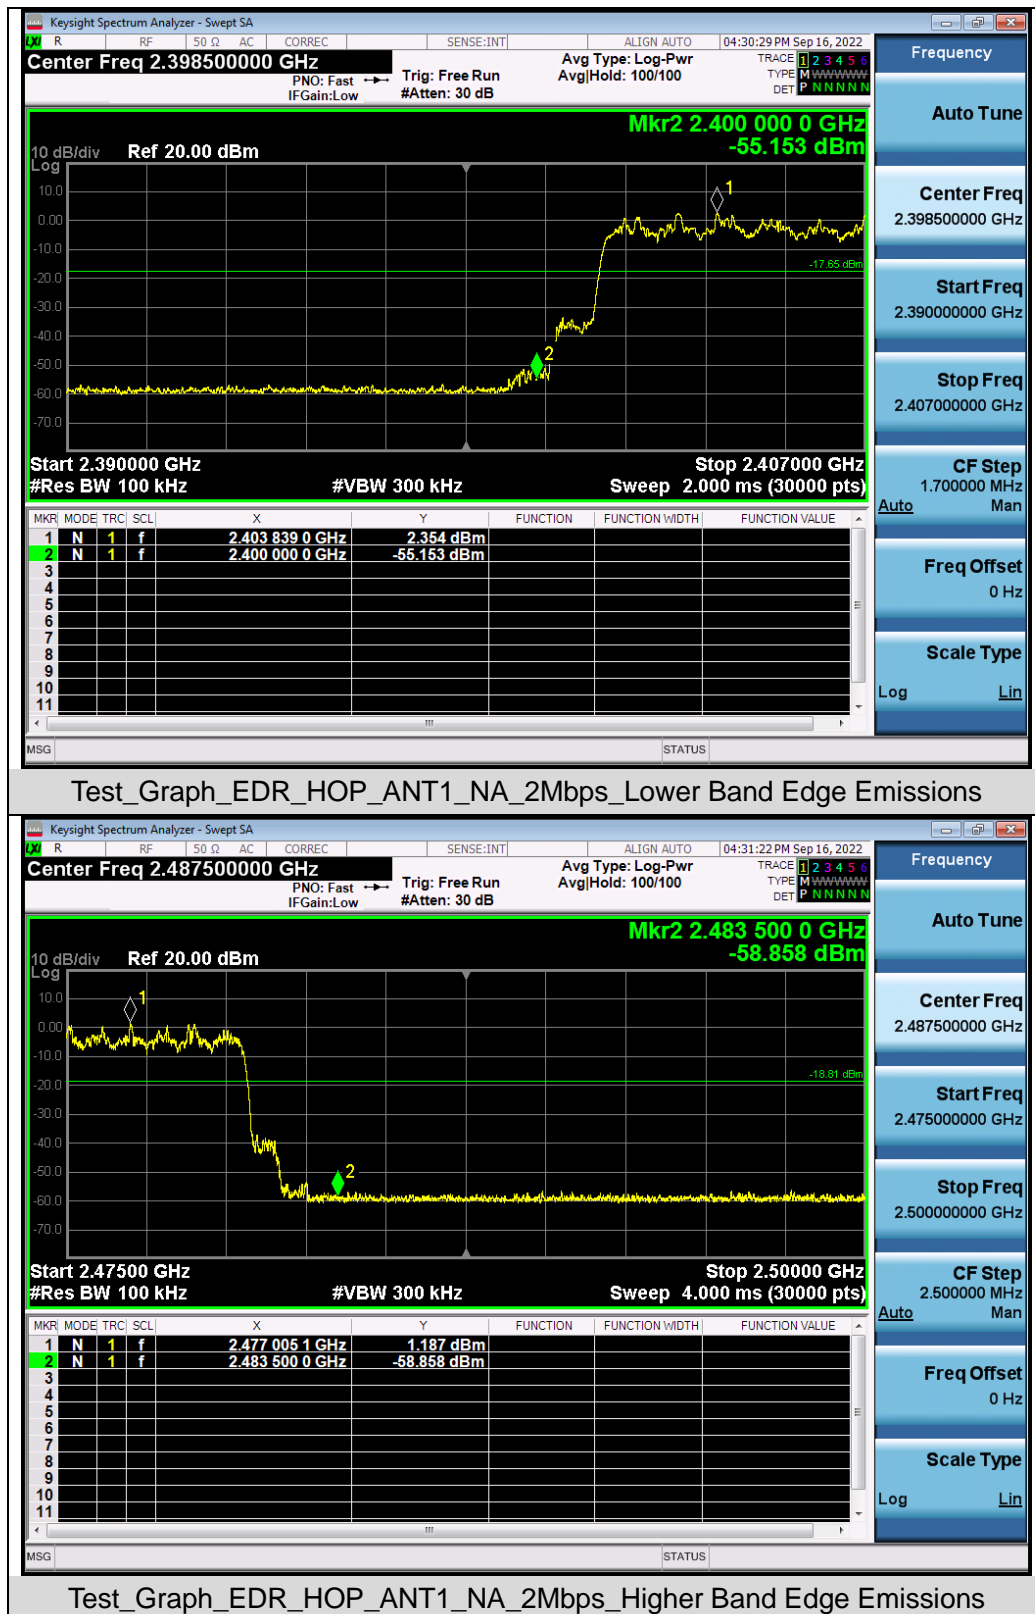 Keysight Spectrum Analyzer - Swept SA
LXI R RF 50 Ω AC CORREC SENSE:INT ALIGN AUTO 04:30:29 PM Sep 16, 2022
Center Freq 2.398500000 GHz
PNO: Fast
IFGain:Low
Trig: Free Run
#Atten: 30 dB
Avg Type: Log-Pwr
Avg|Hold: 100/100
TRACE 1 2 3 4 5 6
TYPE M WWWWW
DET P N N N N N
Mkr2 2.400 000 0 GHz
-55.153 dBm
10 dB/div Ref 20.00 dBm
Log
10.0
0.00
-10.0
-20.0
-30.0
-40.0
-50.0
-60.0
-70.0
1
-17.65 dBm
2
Start 2.390000 GHz Stop 2.407000 GHz
#Res BW 100 kHz #VBW 300 kHz Sweep 2.000 ms (30000 pts)
MKR MODE TRC SCL X Y FUNCTION FUNCTION WIDTH FUNCTION VALUE
1 N 1 f 2.403 839 0 GHz 2.354 dBm
2 N 1 f 2.400 000 0 GHz -55.153 dBm
3
4
5
6
7
8
9
10
11
MSG STATUS
Frequency
Auto Tune
Center Freq
2.398500000 GHz
Start Freq
2.390000000 GHz
Stop Freq
2.407000000 GHz
CF Step
1.700000 MHz
Auto Man
Freq Offset
0 Hz
Scale Type
Log Lin
Test_Graph_EDR_HOP_ANT1_NA_2Mbps_Lower Band Edge Emissions
Keysight Spectrum Analyzer - Swept SA
LXI R RF 50 Ω AC CORREC SENSE:INT ALIGN AUTO 04:31:22 PM Sep 16, 2022
Center Freq 2.487500000 GHz
PNO: Fast
IFGain:Low
Trig: Free Run
#Atten: 30 dB
Avg Type: Log-Pwr
Avg|Hold: 100/100
TRACE 1 2 3 4 5 6
TYPE M WWWWW
DET P N N N N N
Mkr2 2.483 500 0 GHz
-58.858 dBm
10 dB/div Ref 20.00 dBm
Log
10.0
0.00
-10.0
-20.0
-30.0
-40.0
-50.0
-60.0
-70.0
1
-18.81 dBm
2
Start 2.47500 GHz Stop 2.50000 GHz
#Res BW 100 kHz #VBW 300 kHz Sweep 4.000 ms (30000 pts)
MKR MODE TRC SCL X Y FUNCTION FUNCTION WIDTH FUNCTION VALUE
1 N 1 f 2.477 005 1 GHz 1.187 dBm
2 N 1 f 2.483 500 0 GHz -58.858 dBm
3
4
5
6
7
8
9
10
11
MSG STATUS
Frequency
Auto Tune
Center Freq
2.487500000 GHz
Start Freq
2.475000000 GHz
Stop Freq
2.500000000 GHz
CF Step
2.500000 MHz
Auto Man
Freq Offset
0 Hz
Scale Type
Log Lin
Test_Graph_EDR_HOP_ANT1_NA_2Mbps_Higher Band Edge Emissions